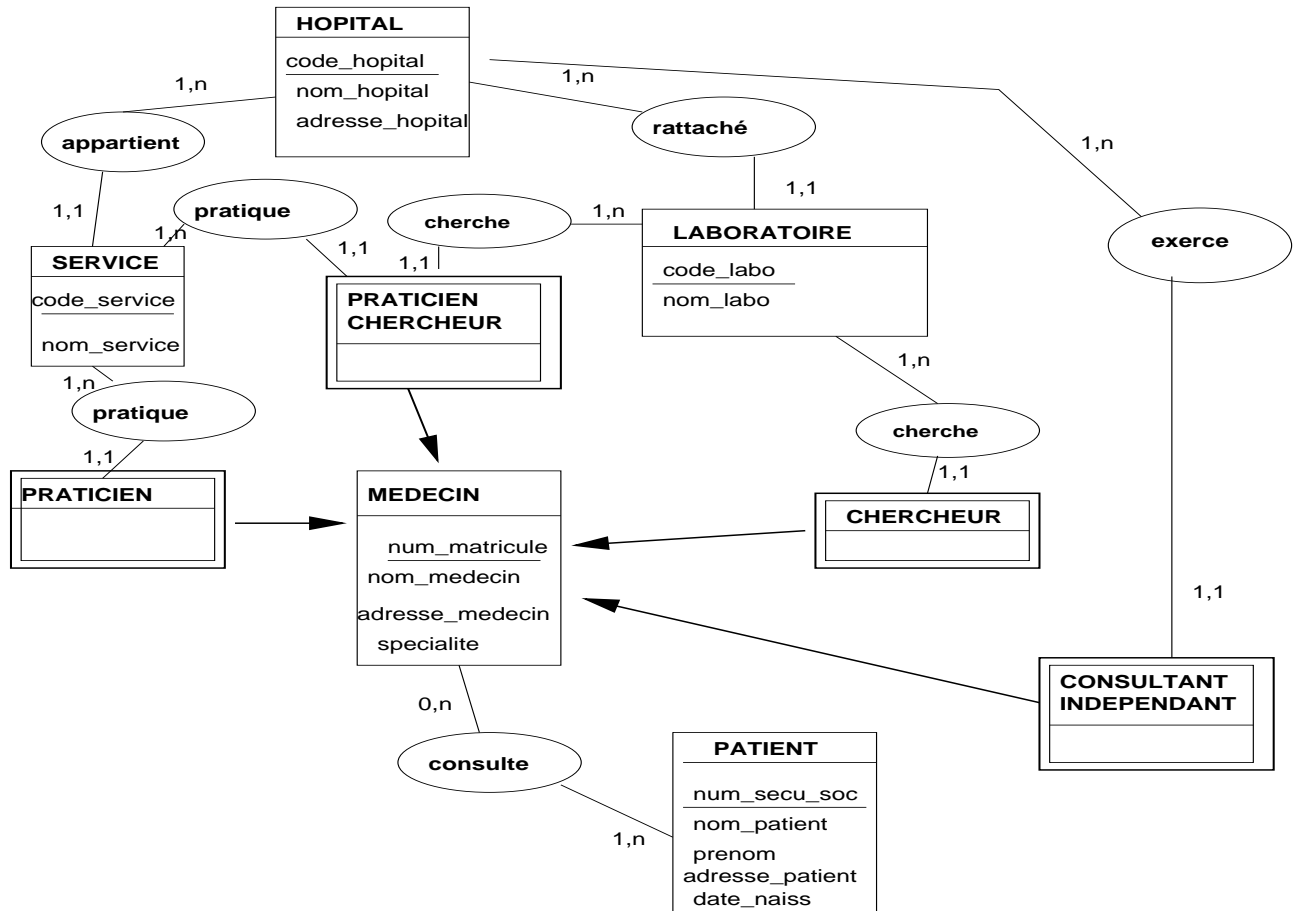 HOPITAL
code_hopital
nom_hopital
adresse_hopital
1,n
1,n
1,n
appartient
rattaché
1,1
1,1
pratique
1,n
1,1
cherche
1,n
1,1
exerce
SERVICE
code_service
nom_service
LABORATOIRE
code_labo
nom_labo
PRATICIEN
CHERCHEUR
1,n
pratique
1,1
1,n
cherche
1,1
PRATICIEN
MEDECIN
num_matricule
nom_medecin
adresse_medecin
specialite
CHERCHEUR
1,1
CONSULTANT
INDEPENDANT
0,n
consulte
1,n
PATIENT
num_secu_soc
nom_patient
prenom
adresse_patient
date_naiss